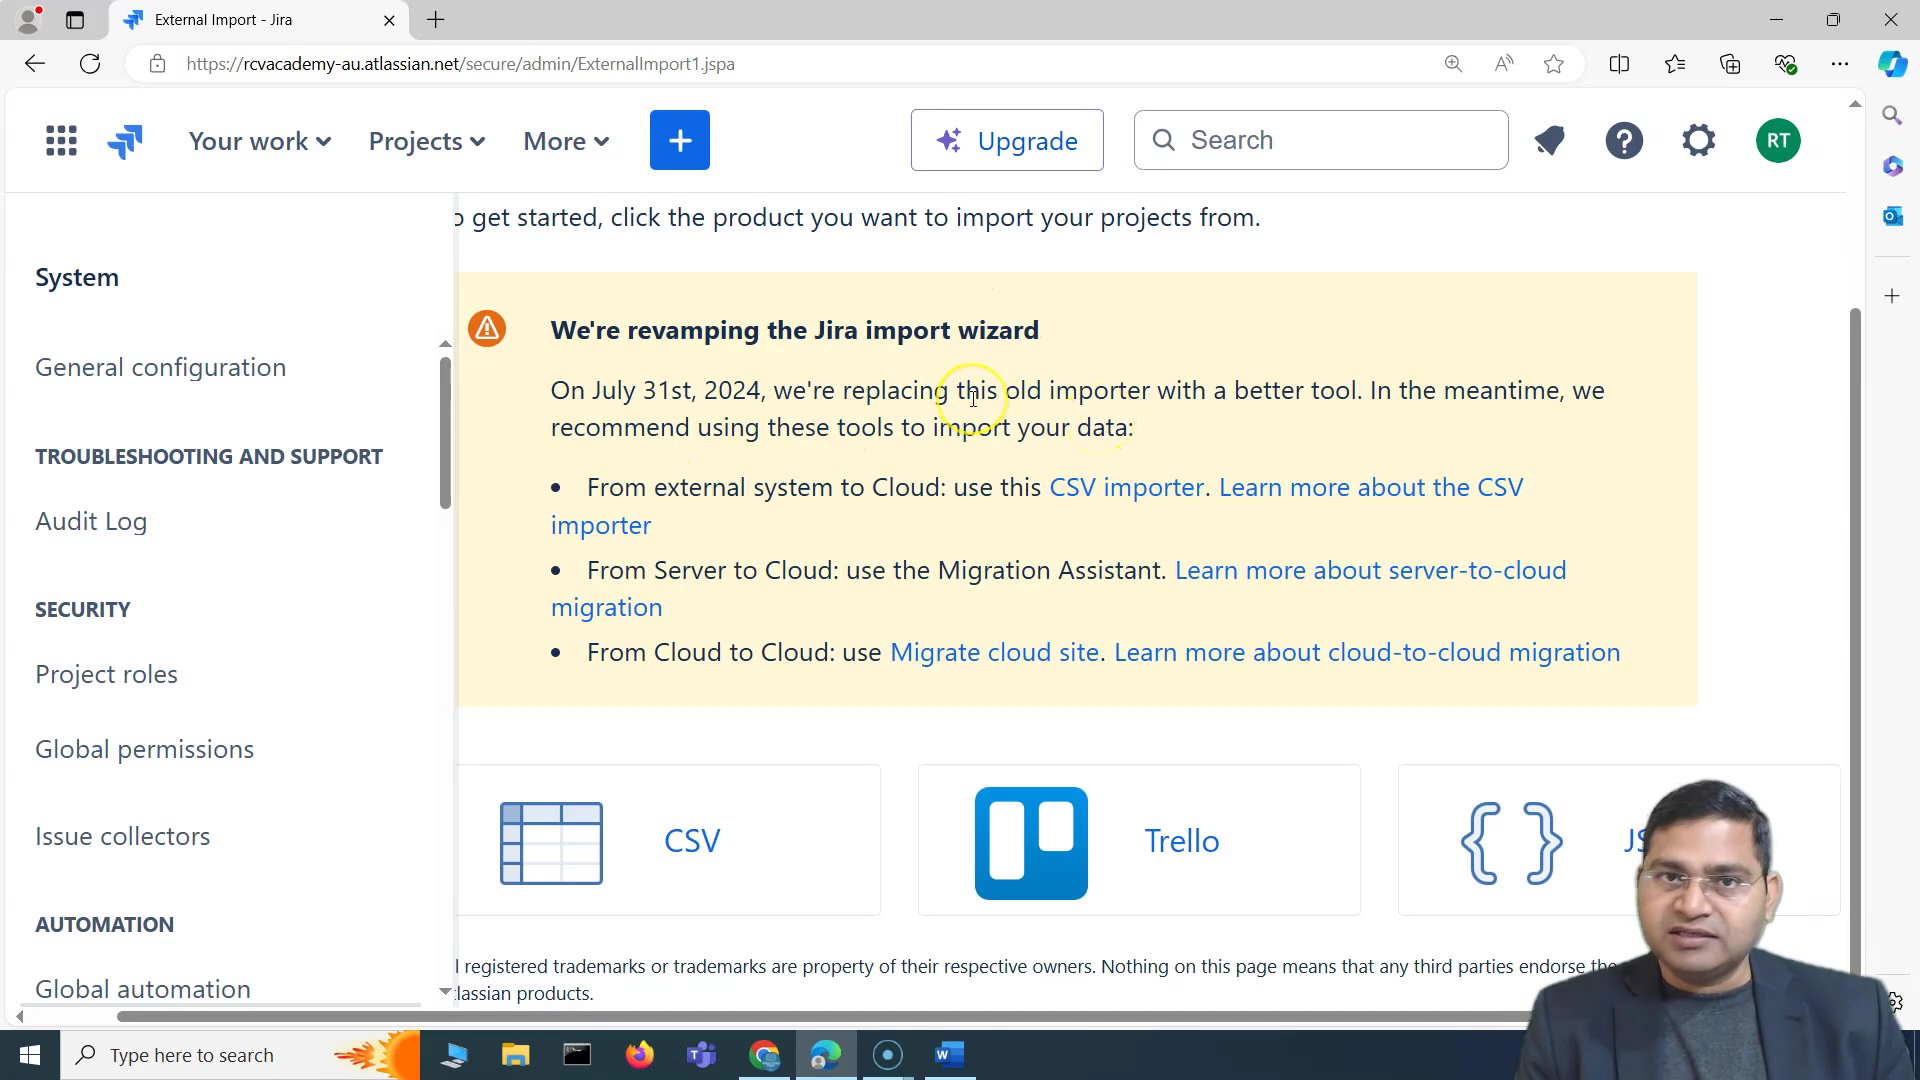 External Import - Jira
https://rcvacademy-au.atlassian.net/secure/admin/ExternalImport1.jspa
Your work
Projects
More
Upgrade
Search
RT
System
General configuration
TROUBLESHOOTING AND SUPPORT
Audit Log
SECURITY
Project roles
Global permissions
Issue collectors
AUTOMATION
Global automation
o get started, click the product you want to import your projects from.
We're revamping the Jira import wizard
On July 31st, 2024, we're replacing this old importer with a better tool. In the meantime, we
recommend using these tools to import your data:
• From external system to Cloud: use this CSV importer. Learn more about the CSV
importer
• From Server to Cloud: use the Migration Assistant. Learn more about server-to-cloud
migration
• From Cloud to Cloud: use Migrate cloud site. Learn more about cloud-to-cloud migration
CSV
Trello
l registered trademarks or trademarks are property of their respective owners. Nothing on this page means that any third parties endorse the
tlassian products.
Type here to search